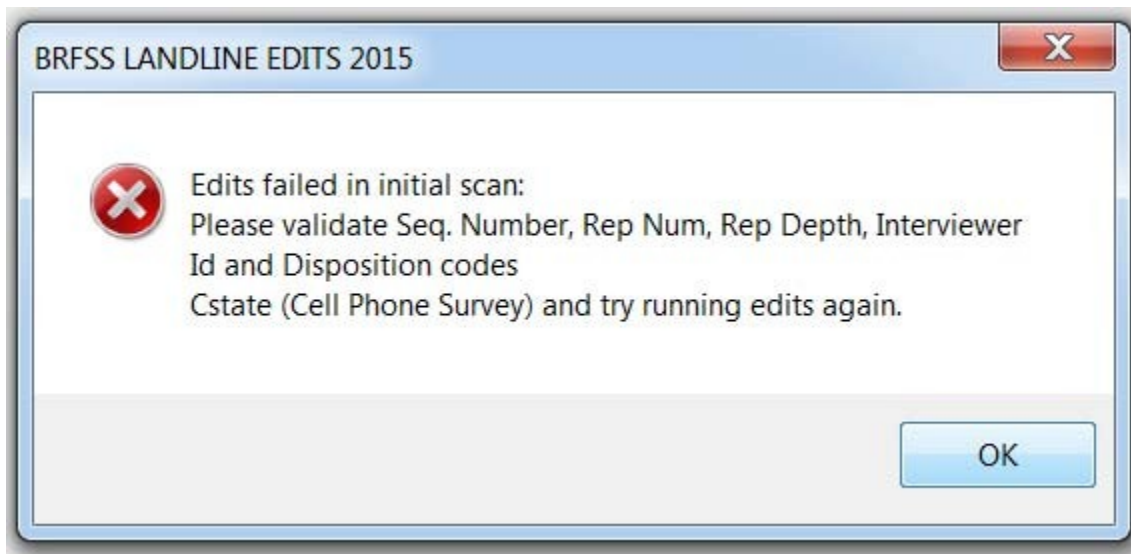 BRFSS LANDLINE EDITS 2015
Edits failed in initial scan:
Please validate Seq. Number, Rep Num, Rep Depth, Interviewer
Id and Disposition codes
Cstate (Cell Phone Survey) and try running edits again.
OK